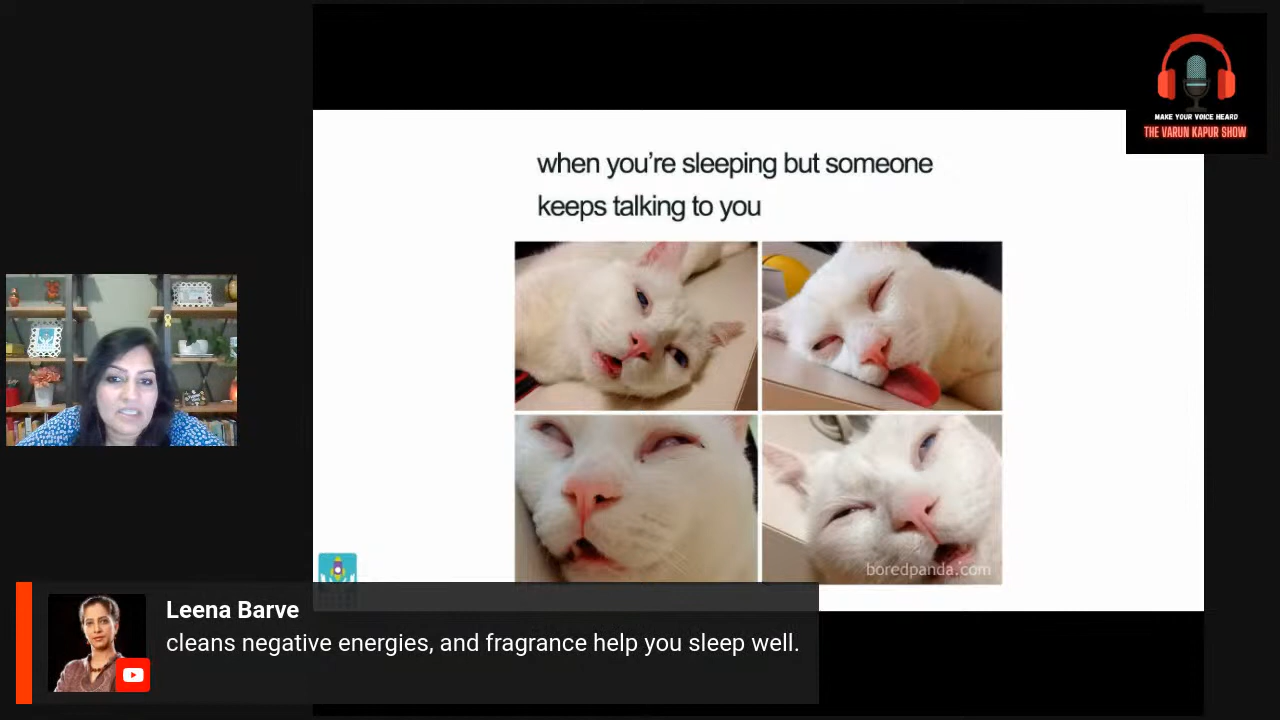 MAKE YOUR VOICE HEARD
THE VARUN KAPUR SHOW
when you’re sleeping but someone
keeps talking to you
boredpanda.com
Leena Barve
cleans negative energies, and fragrance help you sleep well.